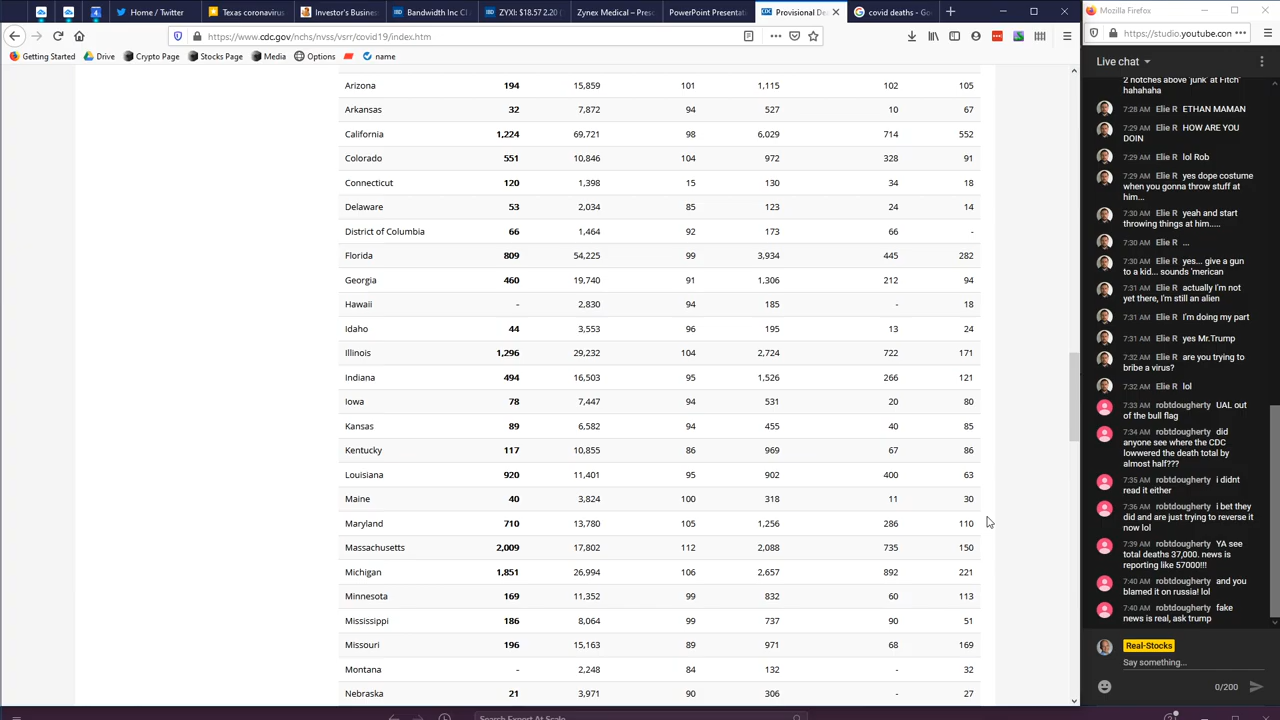 Home / Twitter
Texas coronavirus
Investor's Busines
Bandwidth Inc Cl
ZYXI $18.57 2.20 (
Zynex Medical – Pre
PowerPoint Presentati
Provisional De
covid deaths - Go
Mozilla Firefox
https://www.cdc.gov/nchs/nvss/vsrr/covid19/index.htm
https://studio.youtube.con
Getting Started
Drive
Crypto Page
Stocks Page
Media
Options
name
Arizona 194 15,859 101 1,115 102 105
Arkansas 32 7,872 94 527 10 67
California 1,224 69,721 98 6,029 714 552
Colorado 551 10,846 104 972 328 91
Connecticut 120 1,398 15 130 34 18
Delaware 53 2,034 85 123 24 14
District of Columbia 66 1,464 92 173 66 -
Florida 809 54,225 99 3,934 445 282
Georgia 460 19,740 91 1,306 212 94
Hawaii - 2,830 94 185 - 18
Idaho 44 3,553 96 195 13 24
Illinois 1,296 29,232 104 2,724 722 171
Indiana 494 16,503 95 1,526 266 121
Iowa 78 7,447 94 531 20 80
Kansas 89 6,582 94 455 40 85
Kentucky 117 10,855 86 969 67 86
Louisiana 920 11,401 95 902 400 63
Maine 40 3,824 100 318 11 30
Maryland 710 13,780 105 1,256 286 110
Massachusetts 2,009 17,802 112 2,088 735 150
Michigan 1,851 26,994 106 2,657 892 221
Minnesota 169 11,352 99 832 60 113
Mississippi 186 8,064 99 737 90 51
Missouri 196 15,163 89 971 68 169
Montana - 2,248 84 132 - 32
Nebraska 21 3,971 90 306 - 27
Search Expert At Scale
Live chat
2 notches above 'junk' at Fitch"
hahahaha
7:28 AM Elie R ETHAN MAMAN
7:29 AM Elie R HOW ARE YOU
DOIN
7:29 AM Elie R lol Rob
7:29 AM Elie R yes dope costume
when you gonna throw stuff at
him...
7:30 AM Elie R yeah and start
throwing things at him.....
7:30 AM Elie R ...
7:30 AM Elie R yes... give a gun
to a kid... sounds 'merican
7:31 AM Elie R actually I'm not
yet there, I'm still an alien
7:31 AM Elie R I'm doing my part
7:31 AM Elie R yes Mr.Trump
7:32 AM Elie R are you trying to
bribe a virus?
7:32 AM Elie R lol
7:33 AM robtdougherty UAL out
of the bull flag
7:34 AM robtdougherty did
anyone see where the CDC
lowwered the death total by
almost half???
7:35 AM robtdougherty i didnt
read it either
7:36 AM robtdougherty i bet they
did and are just trying to reverse it
now lol
7:39 AM robtdougherty YA see
total deaths 37,000. news is
reporting like 57000!!!
7:40 AM robtdougherty and you
blamed it on russia! lol
7:40 AM robtdougherty fake
news is real, ask trump
Real-Stocks
Say something...
0/200